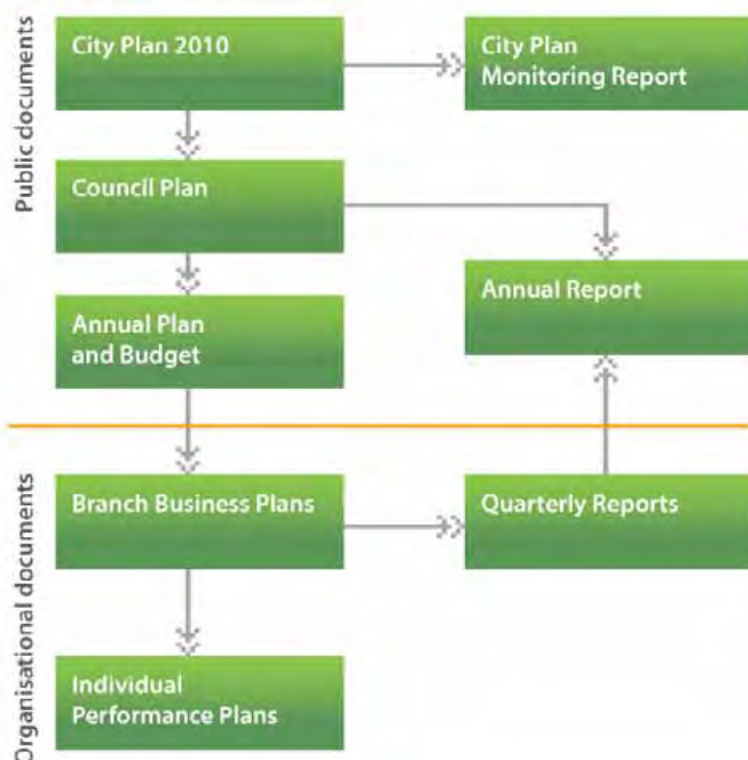 Public documents
City Plan 2010
City Plan
Monitoring Report
Council Plan
Annual Report
Annual Plan
and Budget
Organisational documents
Branch Business Plans
Quarterly Reports
Individual
Performance Plans